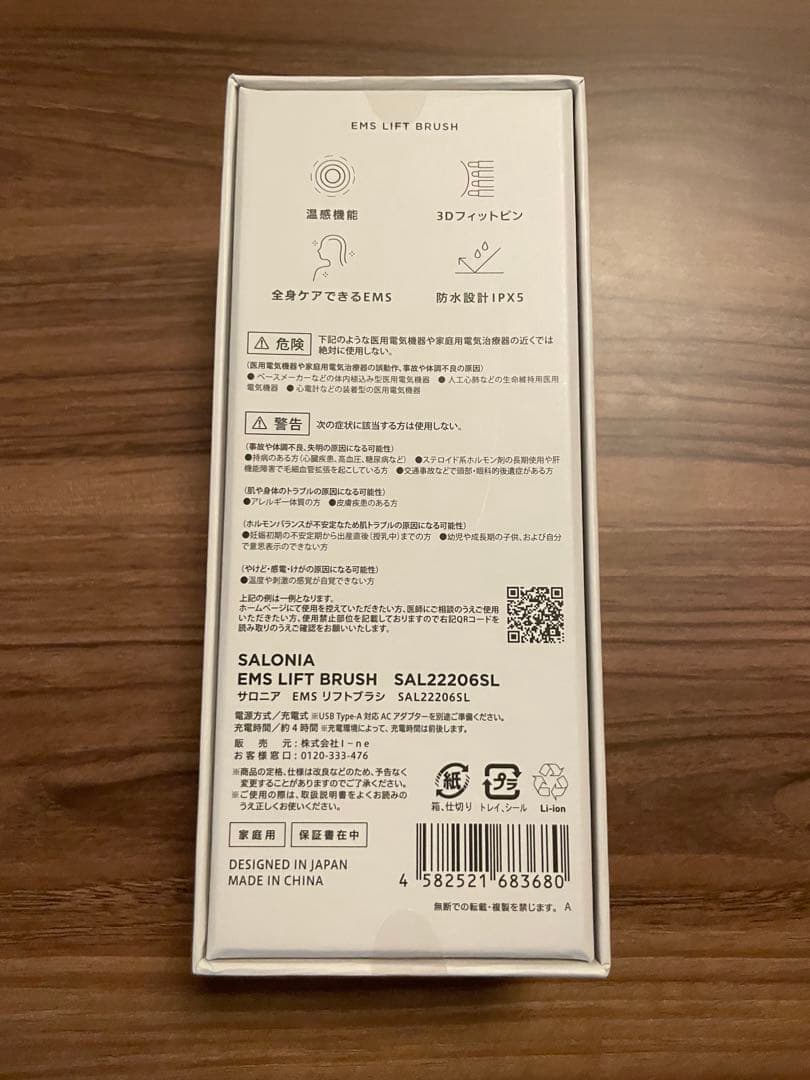 EMS LIFT BRUSH
温感機能
3Dフィットピン
全身ケアできるEMS
防水設計IPX5
危険
下記のような医用電気機器や家庭用電気治療器の近くでは
絶対に使用しない。
(医用電気機器や家庭電気治療器の誤動作、事故や体調不良の原因)
●ペースメーカーなどの体内植込み型医用電気機器 ●人工心肺などの生命維持用医用
電気機器 ●心電計などの装着型の医用電気機器
警告
次の症状に該当する方は使用しない。
(事故や体調不良、失明の原因になる可能性)
●持病のある方(心臓疾患、高血圧、糖尿病など) ●ステロイド系ホルモン剤の長期使用や肝
機能障害で毛細血管拡張を起こしている方 ●交通事故などで頭部・眼科的後遺症がある方
(肌や身体のトラブルの原因になる可能性)
●アレルギー体質の方 ●皮膚疾患のある方
(ホルモンバランスが不安定なため肌トラブルの原因になる可能性)
●妊娠初期の不安定期から出産直後(授乳中)までの方 ●幼児や成長期の子供、および自分
で意思表示のできない方
(やけど・感電・けがの原因になる可能性)
●温度や刺激の感覚が自覚できない方
上記の例は一例となります。
ホームページにて使用を控えていただきたい方、医師にご相談のうえご使用
いただきたい方、使用禁止部位を記載しておりますので右記QRコードを
読み取りのうえご確認をお願いいたします。
SALONIA
EMS LIFT BRUSH SAL22206SL
サロニア EMS リフトブラシ SAL22206SL
電源方式/充電式 ※USB Type-A対応ACアダプターを別途ご準備ください。
充電時間/約4時間 ※充電環境によって、充電時間は前後します。
販売元:株式会社I-ne
お客様窓口:0120-333-476
※商品の定格、仕様は改良などのため、予告なく
変更することがありますのでご了承ください。
※ご使用の際は、取扱説明書をよくお読みの
うえ正しくお使いください。
紙
箱、仕切り
プラ
トレイ、シール
Li-ion
家庭用
保証書在中
DESIGNED IN JAPAN
MADE IN CHINA
4 582521 683680
無断での転載・複製を禁じます。 A